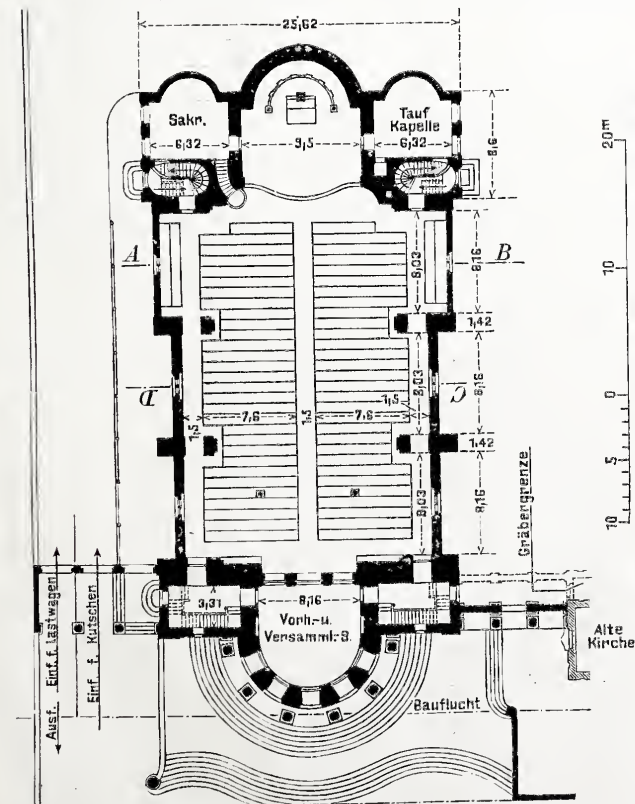 25,62
Sakr.
6,32
9,5
Tauf
Kapelle
6,32
8,6
A
B
8,03
8,16
1,42
D
C
8,03
8,16
1,5
7,6
1,5
7,6
1,5
1,42
8,03
8,16
20m
10
0
5
10
Gräbergrenze
3,31
8,16
Vorh.-u.
Versamml.-R.
Alte
Kirche
Bauflucht
Einf. f. Lastwagen
Ausf.
Einf. f. Kutschen